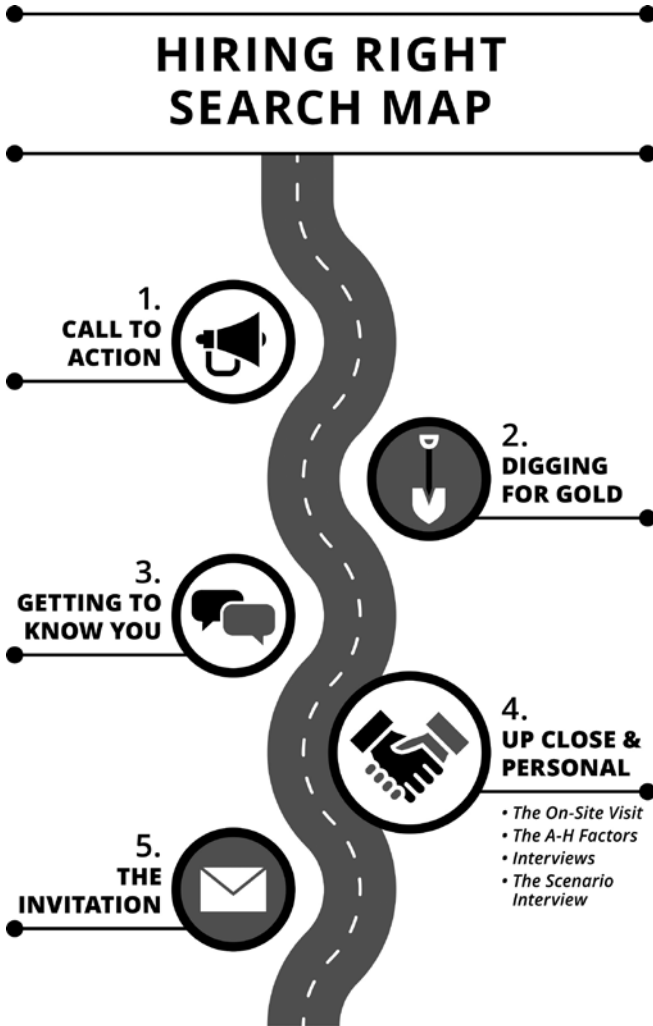 HIRING RIGHT
SEARCH MAP
1.
CALL TO
ACTION
2.
DIGGING
FOR GOLD
3.
GETTING TO
KNOW YOU
4.
UP CLOSE &
PERSONAL
• The On-Site Visit
• The A-H Factors
• Interviews
• The Scenario
Interview
5.
THE
INVITATION